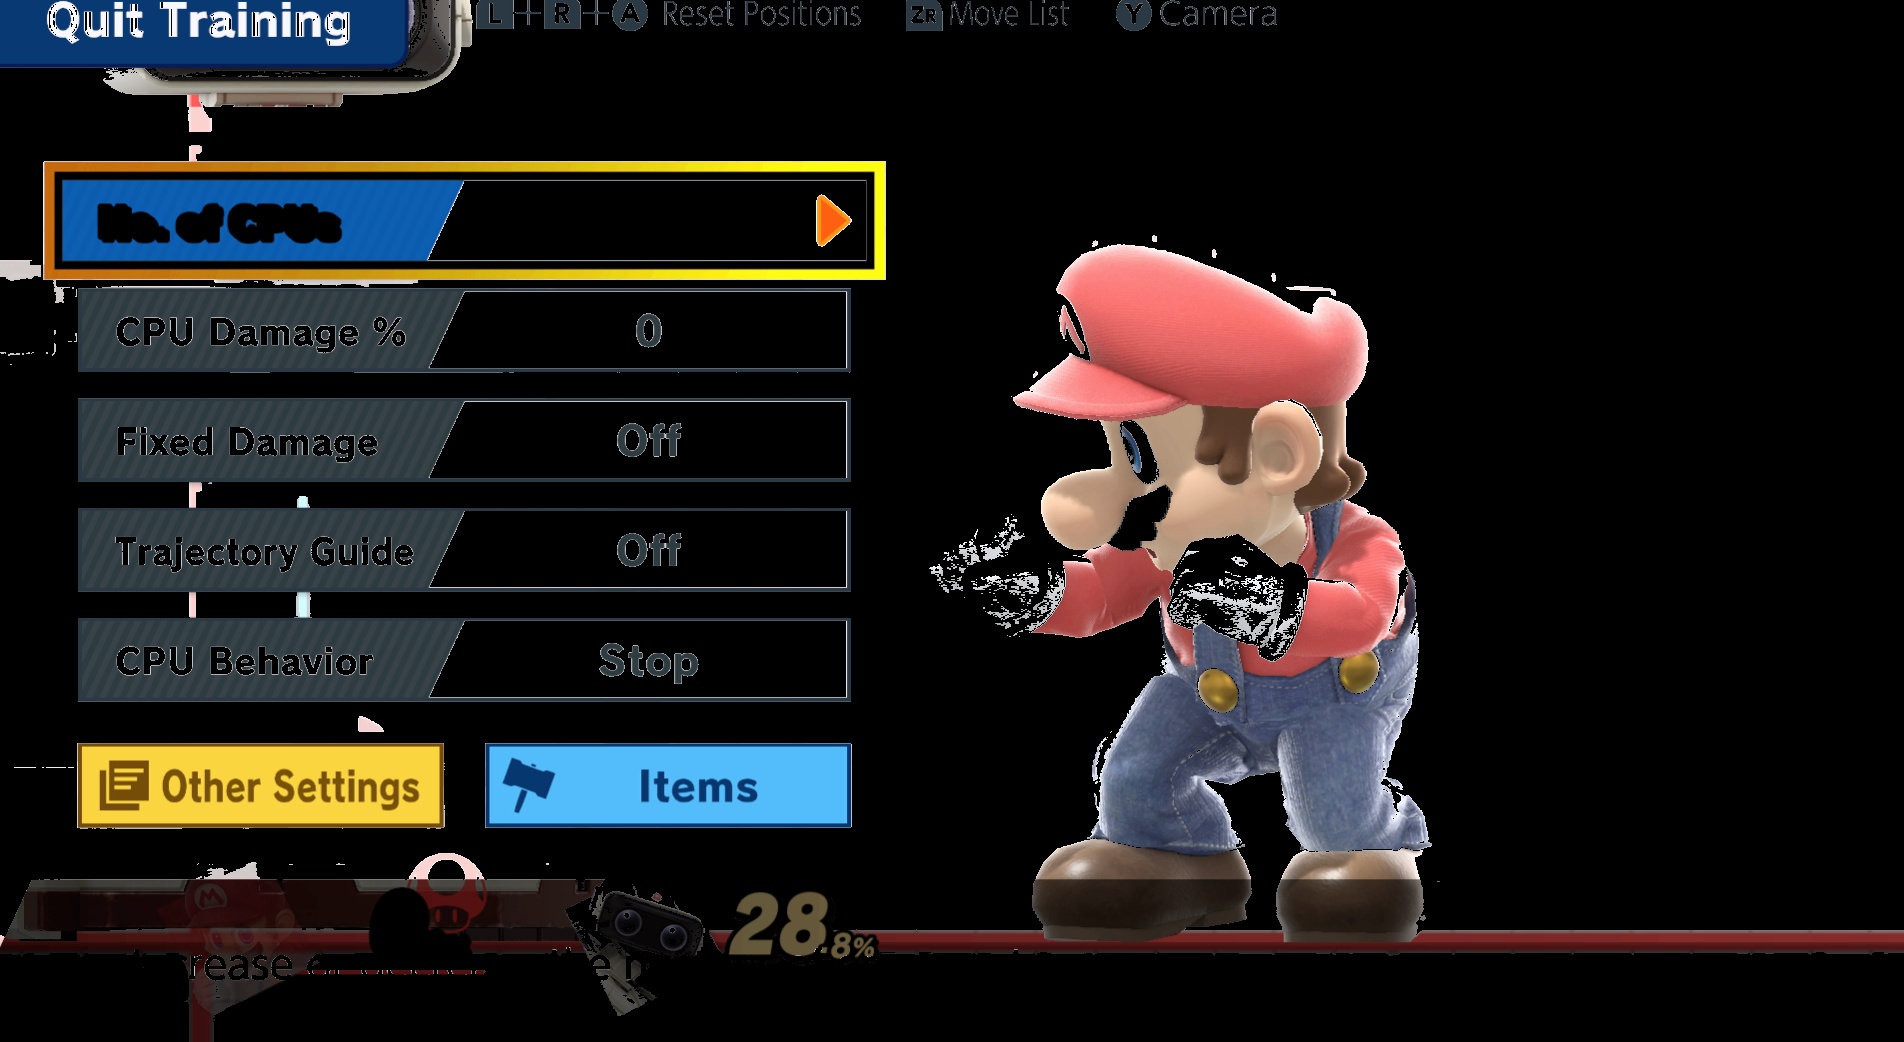 Quit Training
L+R+A Reset Positions ZR Move List Y Camera
No. of CPUs
CPU Damage % 0
Fixed Damage Off
Trajectory Guide Off
CPU Behavior Stop
Other Settings Items
28.8%